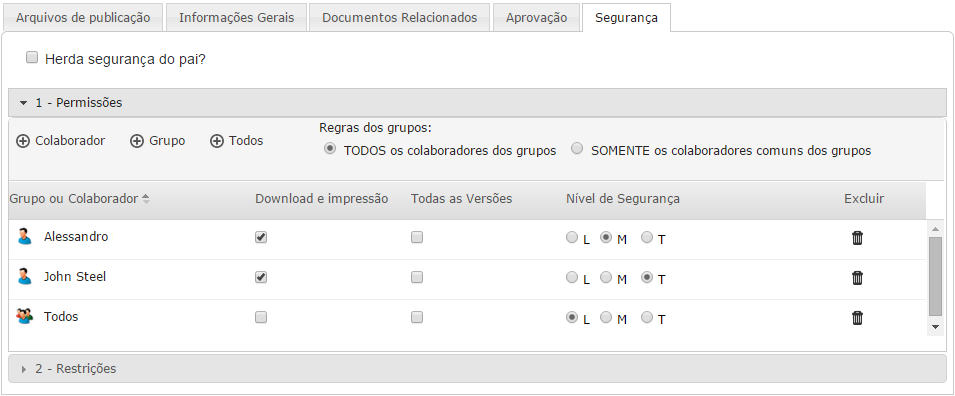 Arquivos de publicação Informações Gerais Documentos Relacionados Aprovação Segurança
Herda segurança do pai?
1 - Permissões
Colaborador Grupo Todos
Regras dos grupos:
TODOS os colaboradores dos grupos SOMENTE os colaboradores comuns dos grupos
Grupo ou Colaborador Download e impressão Todas as Versões Nível de Segurança Excluir
Alessandro L M T
John Steel L M T
Todos L M T
2 - Restrições